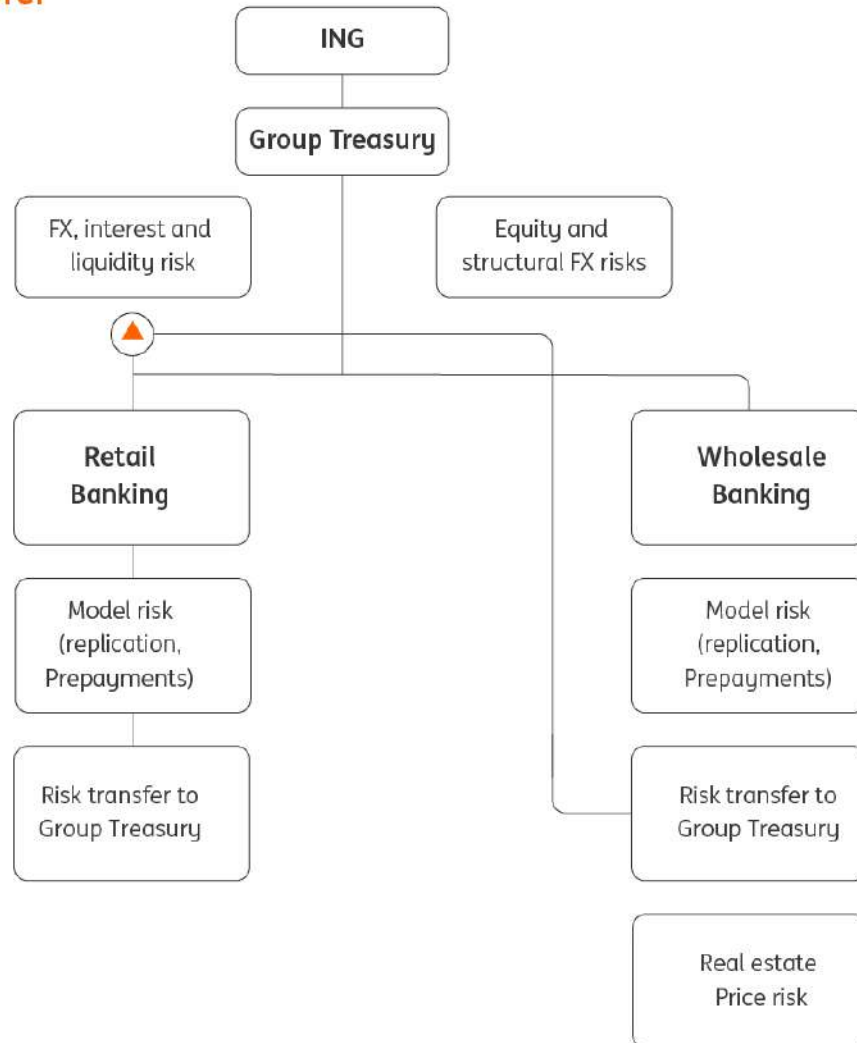 ING
Group Treasury
FX, interest and
liquidity risk
Equity and
structural FX risks
Retail
Banking
Wholesale
Banking
Model risk
(replication,
Prepayments)
Model risk
(replication,
Prepayments)
Risk transfer to
Group Treasury
Risk transfer to
Group Treasury
Real estate
Price risk